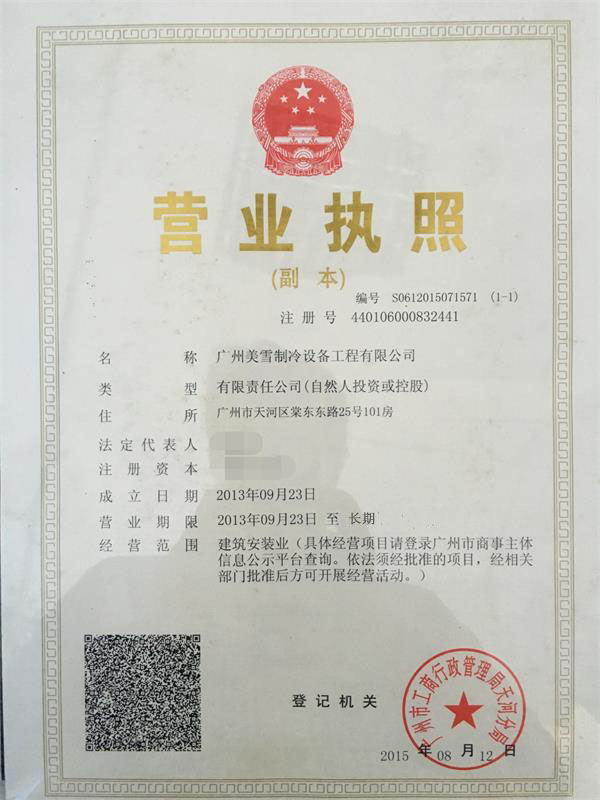 营业执照
(副 本)
编号 S0612015071571 (1-1)
注 册 号 440106000832441
名 称 广州美雪制冷设备工程有限公司
类 型 有限责任公司(自然人投资或控股)
住 所 广州市天河区棠东东路25号101房
法定代表人
注 册 资 本
成 立 日 期 2013年09月23日
营 业 期 限 2013年09月23日 至 长期
经 营 范 围 建筑安装业（具体经营项目请登录广州市商事主体
信息公示平台查询。依法须经批准的项目，经相关
部门批准后方可开展经营活动。）
登 记 机 关
广州市工商行政管理局天河分局
2015 年 08 月 12 日